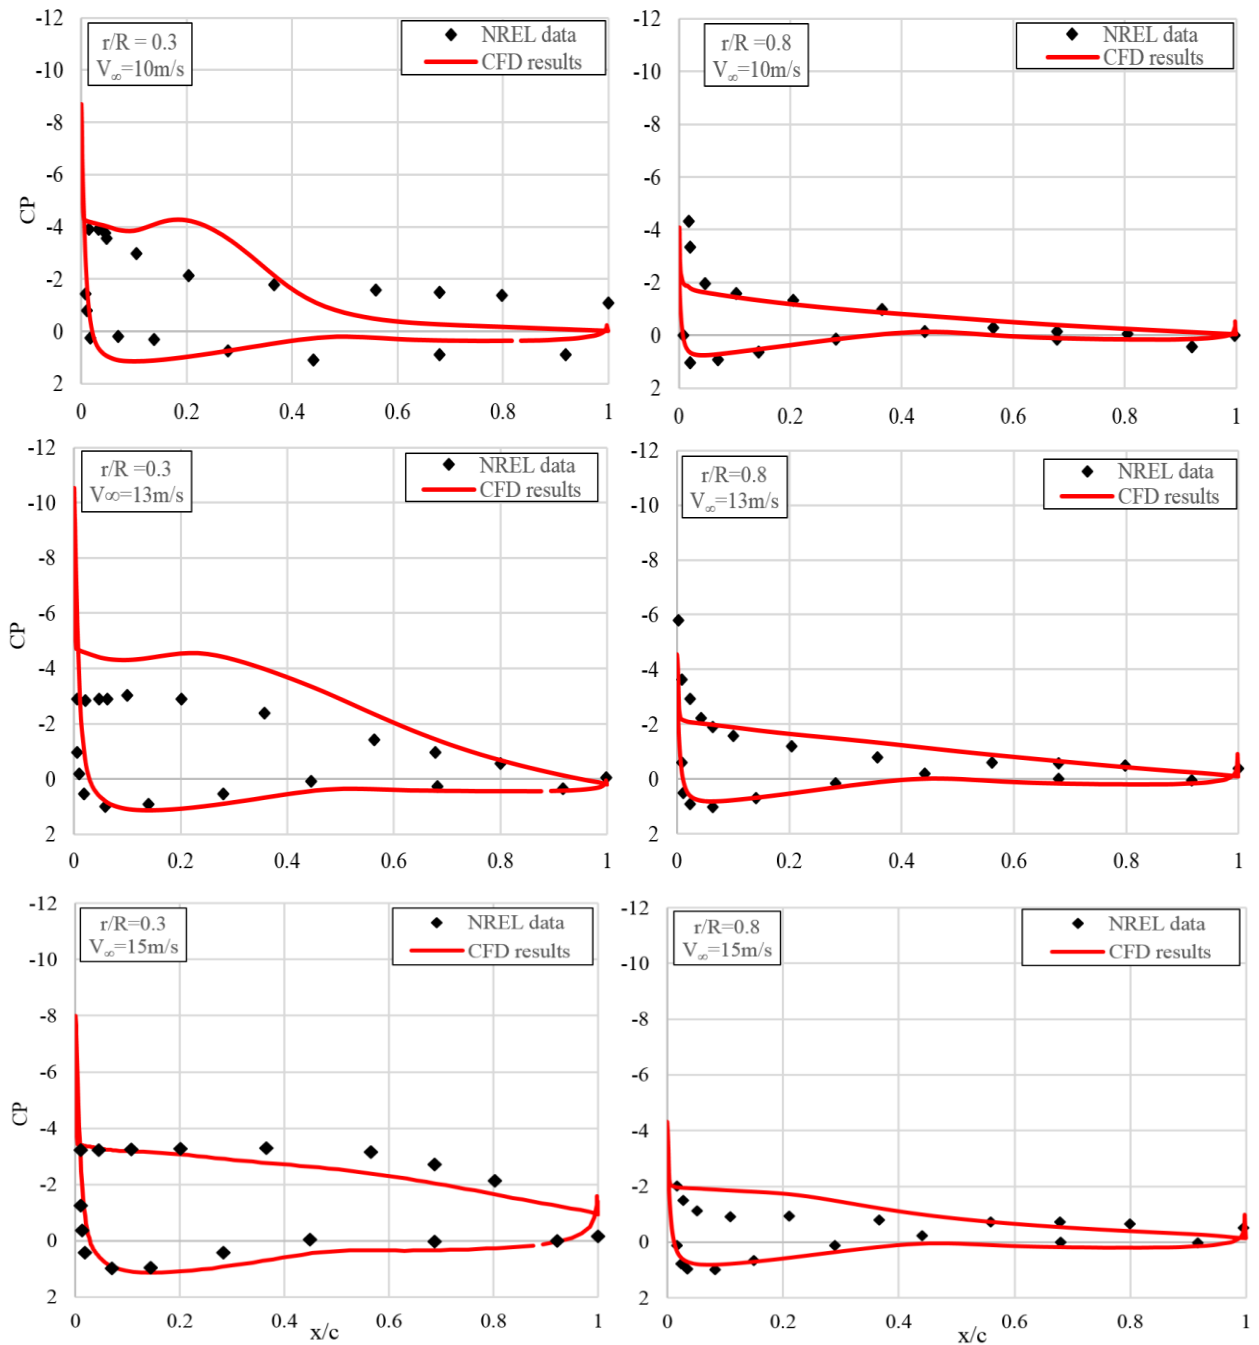 -12
-10
-8
-6
-4
-2
0
2
CP
r/R = 0.3
V∞=10m/s
NREL data
CFD results
0 0.2 0.4 0.6 0.8 1
-12
-10
-8
-6
-4
-2
0
2
r/R =0.8
V∞=10m/s
NREL data
CFD results
0 0.2 0.4 0.6 0.8 1
-12
-10
-8
-6
-4
-2
0
2
CP
r/R =0.3
V∞=13m/s
NREL data
CFD results
0 0.2 0.4 0.6 0.8 1
-12
-10
-8
-6
-4
-2
0
2
r/R=0.8
V∞=13m/s
NREL data
CFD results
0 0.2 0.4 0.6 0.8 1
-12
-10
-8
-6
-4
-2
0
2
CP
r/R=0.3
V∞=15m/s
NREL data
CFD results
0 0.2 0.4 0.6 0.8 1
x/c
-12
-10
-8
-6
-4
-2
0
2
r/R=0.8
V∞=15m/s
NREL data
CFD results
0 0.2 0.4 0.6 0.8 1
x/c